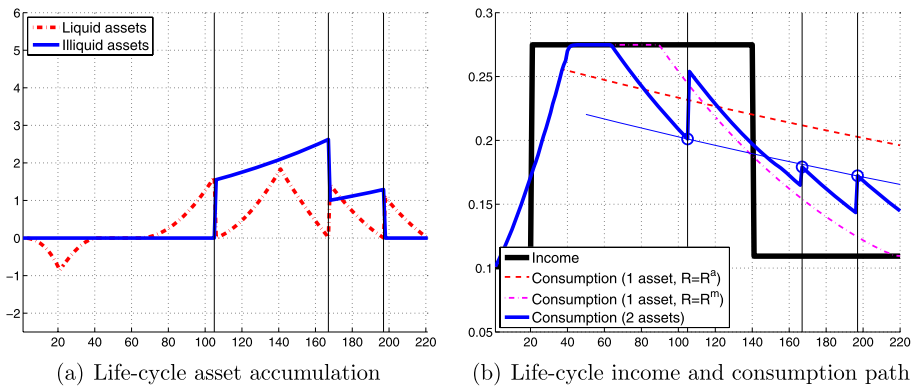 6
5
4
3
2
1
0
−1
−2
Liquid assets
Illiquid assets
20 40 60 80 100 120 140 160 180 200 220
(a) Life-cycle asset accumulation
0.3
0.25
0.2
0.15
0.1
0.05
Income
Consumption (1 asset, R=Rᵃ)
Consumption (1 asset, R=Rᵐ)
Consumption (2 assets)
0 20 40 60 80 100 120 140 160 180 200 220
(b) Life-cycle income and consumption path